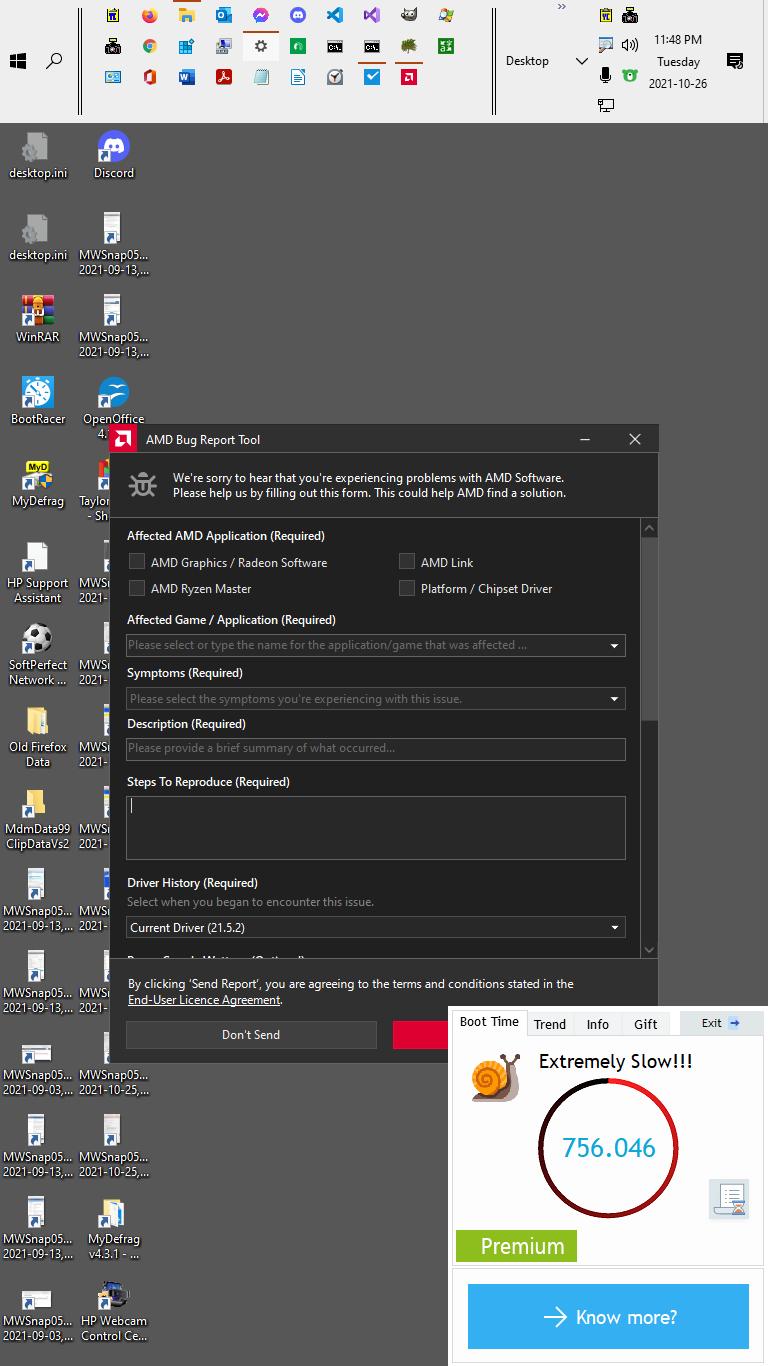 Desktop
11:48 PM
Tuesday
2021-10-26
desktop.ini
Discord
desktop.ini
MWSnap05...
2021-09-13,...
WinRAR
MWSnap05...
2021-09-13,...
BootRacer
OpenOffice
4.
MyDefrag
Taylor
- Sh
HP Support
Assistant
MWS
2021-
SoftPerfect
Network ...
MWSn
2021-
Old Firefox
Data
MWSn
2021-
MdmData99
ClipDataVs2
MWSn
2021-
MWSnap05...
2021-09-13,...
MWSn
2021-
MWSnap05...
2021-09-13,...
MWSn
2021-
MWSnap05...
2021-09-03,...
MWSnap05...
2021-10-25,...
MWSnap05...
2021-09-13,...
MWSnap05...
2021-10-25,...
MWSnap05...
2021-09-13,...
MyDefrag
v4.3.1 - ...
MWSnap05...
2021-09-03,...
HP Webcam
Control Ce...
AMD Bug Report Tool
We're sorry to hear that you're experiencing problems with AMD Software.
Please help us by filling out this form. This could help AMD find a solution.
Affected AMD Application (Required)
AMD Graphics / Radeon Software
AMD Link
AMD Ryzen Master
Platform / Chipset Driver
Affected Game / Application (Required)
Please select or type the name for the application/game that was affected ...
Symptoms (Required)
Please select the symptoms you're experiencing with this issue.
Description (Required)
Please provide a brief summary of what occurred...
Steps To Reproduce (Required)
Driver History (Required)
Select when you began to encounter this issue.
Current Driver (21.5.2)
By clicking 'Send Report', you are agreeing to the terms and conditions stated in the
End-User Licence Agreement.
Don't Send
Boot Time
Trend
Info
Gift
Exit
Extremely Slow!!!
756.046
Premium
Know more?